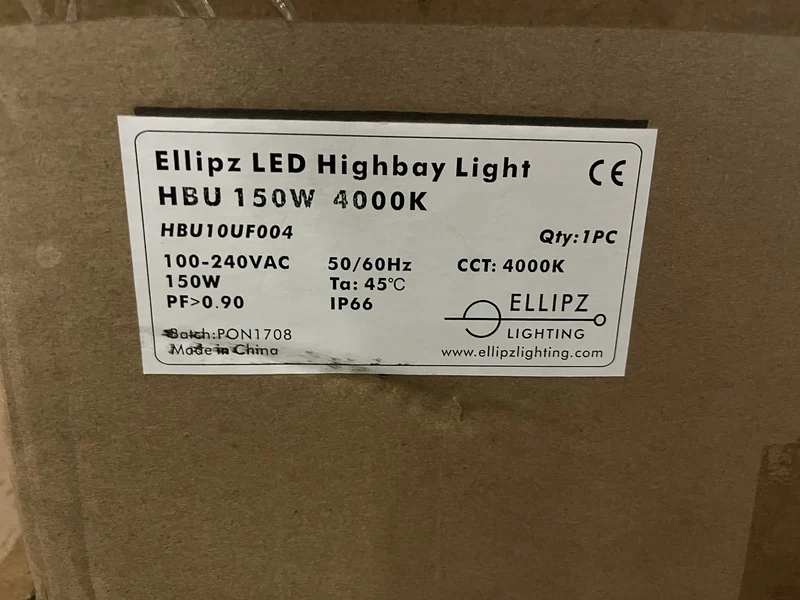 Ellipz LED Highbay Light
CE
HBU 150W 4000K
HBU10UF004
Qty: 1PC
100-240VAC 50/60Hz CCT: 4000K
150W Ta: 45℃
PF>0.90 IP66
ELLIPZ
LIGHTING
Batch:PON1708
Made in China
www.ellipzlighting.com